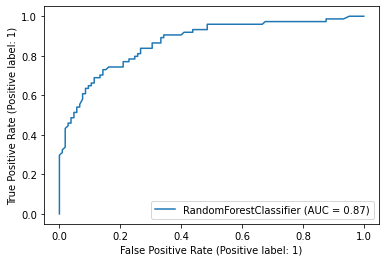 True Positive Rate (Positive label: 1)
1.0
0.8
0.6
0.4
0.2
0.0
RandomForestClassifier (AUC = 0.87)
0.0 0.2 0.4 0.6 0.8 1.0
False Positive Rate (Positive label: 1)